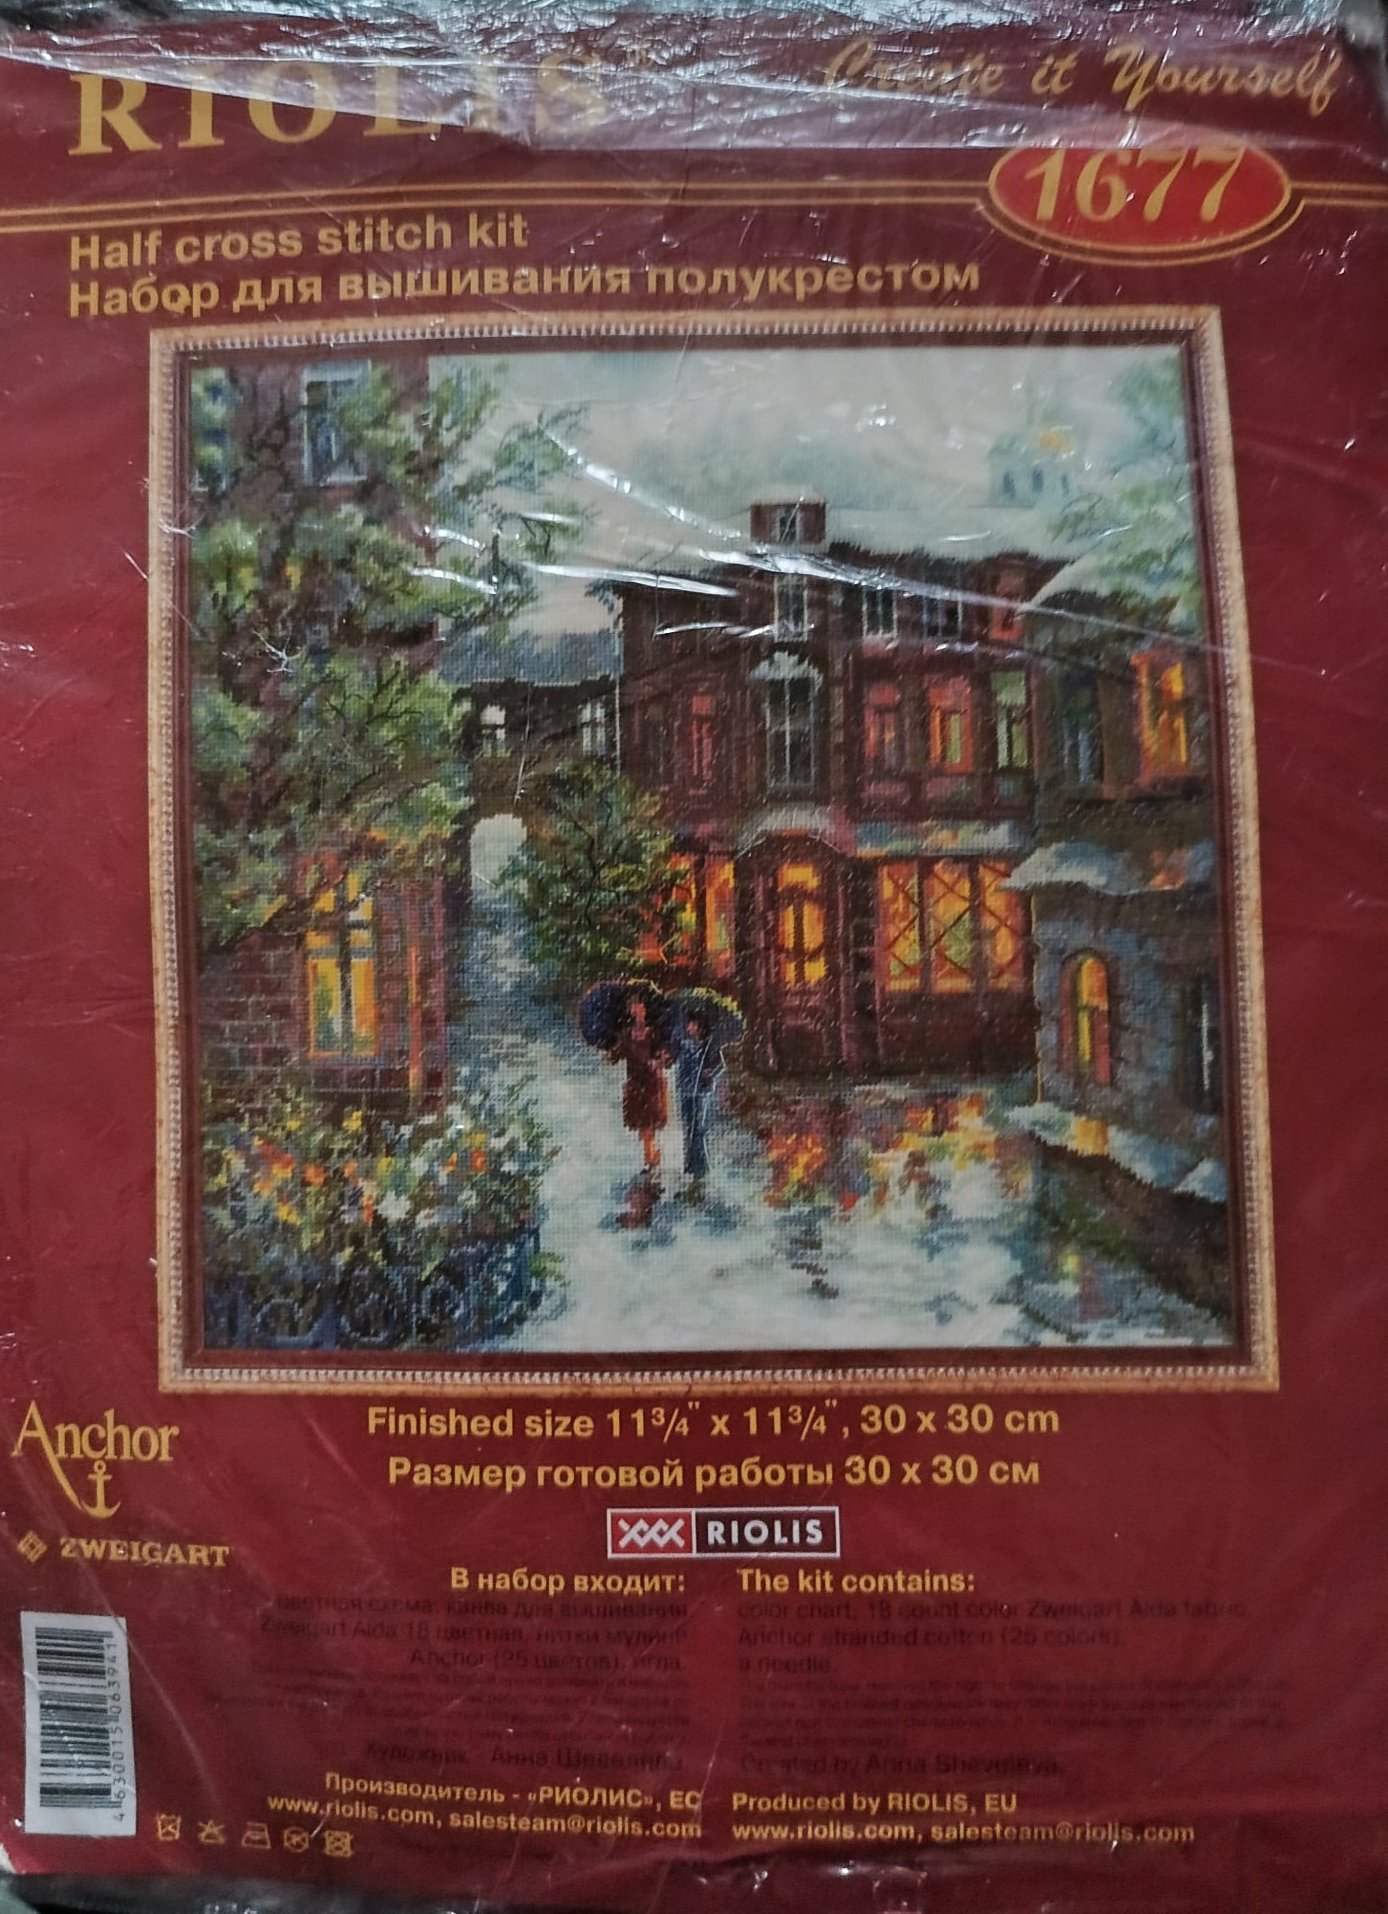 RIOLIS™
Create it Yourself
1677
Half cross stitch kit
Набор для вышивания полукрестом
Anchor
ZWEIGART
Finished size 11¾" x 11¾", 30 x 30 cm
Размер готовой работы 30 x 30 см
RIOLIS
В набор входит:
цветная схема, канва для вышивания
Zweigart Aida 18 цветная, нитки мулине
Anchor (25 цветов), игла.
Художник - Анна
Производитель - «РИОЛИС», ЕС
www.riolis.com, salesteam@riolis.com
The kit contains:
color chart, 18 count color Zweigart Aida fabric,
Anchor stranded cotton (25 colors),
a needle.
Created by Anna
Produced by RIOLIS, EU
www.riolis.com, salesteam@riolis.com
4630015063941